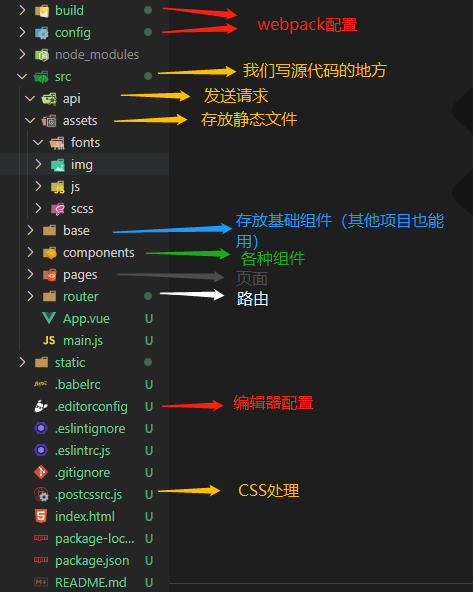 build
webpack配置
config
node_modules
src
我们写源代码的地方
api
发送请求
assets
存放静态文件
fonts
img
js
scss
base
存放基础组件（其他项目也能
用）
components
各种组件
pages
页面
router
路由
App.vue U
JS main.js U
static
.babelrc U
.editorconfig U
编辑器配置
.eslintignore U
.eslintrc.js U
.gitignore U
.postcssrc.js U
CSS处理
index.html U
package-loc... U
package.json U
README.md U